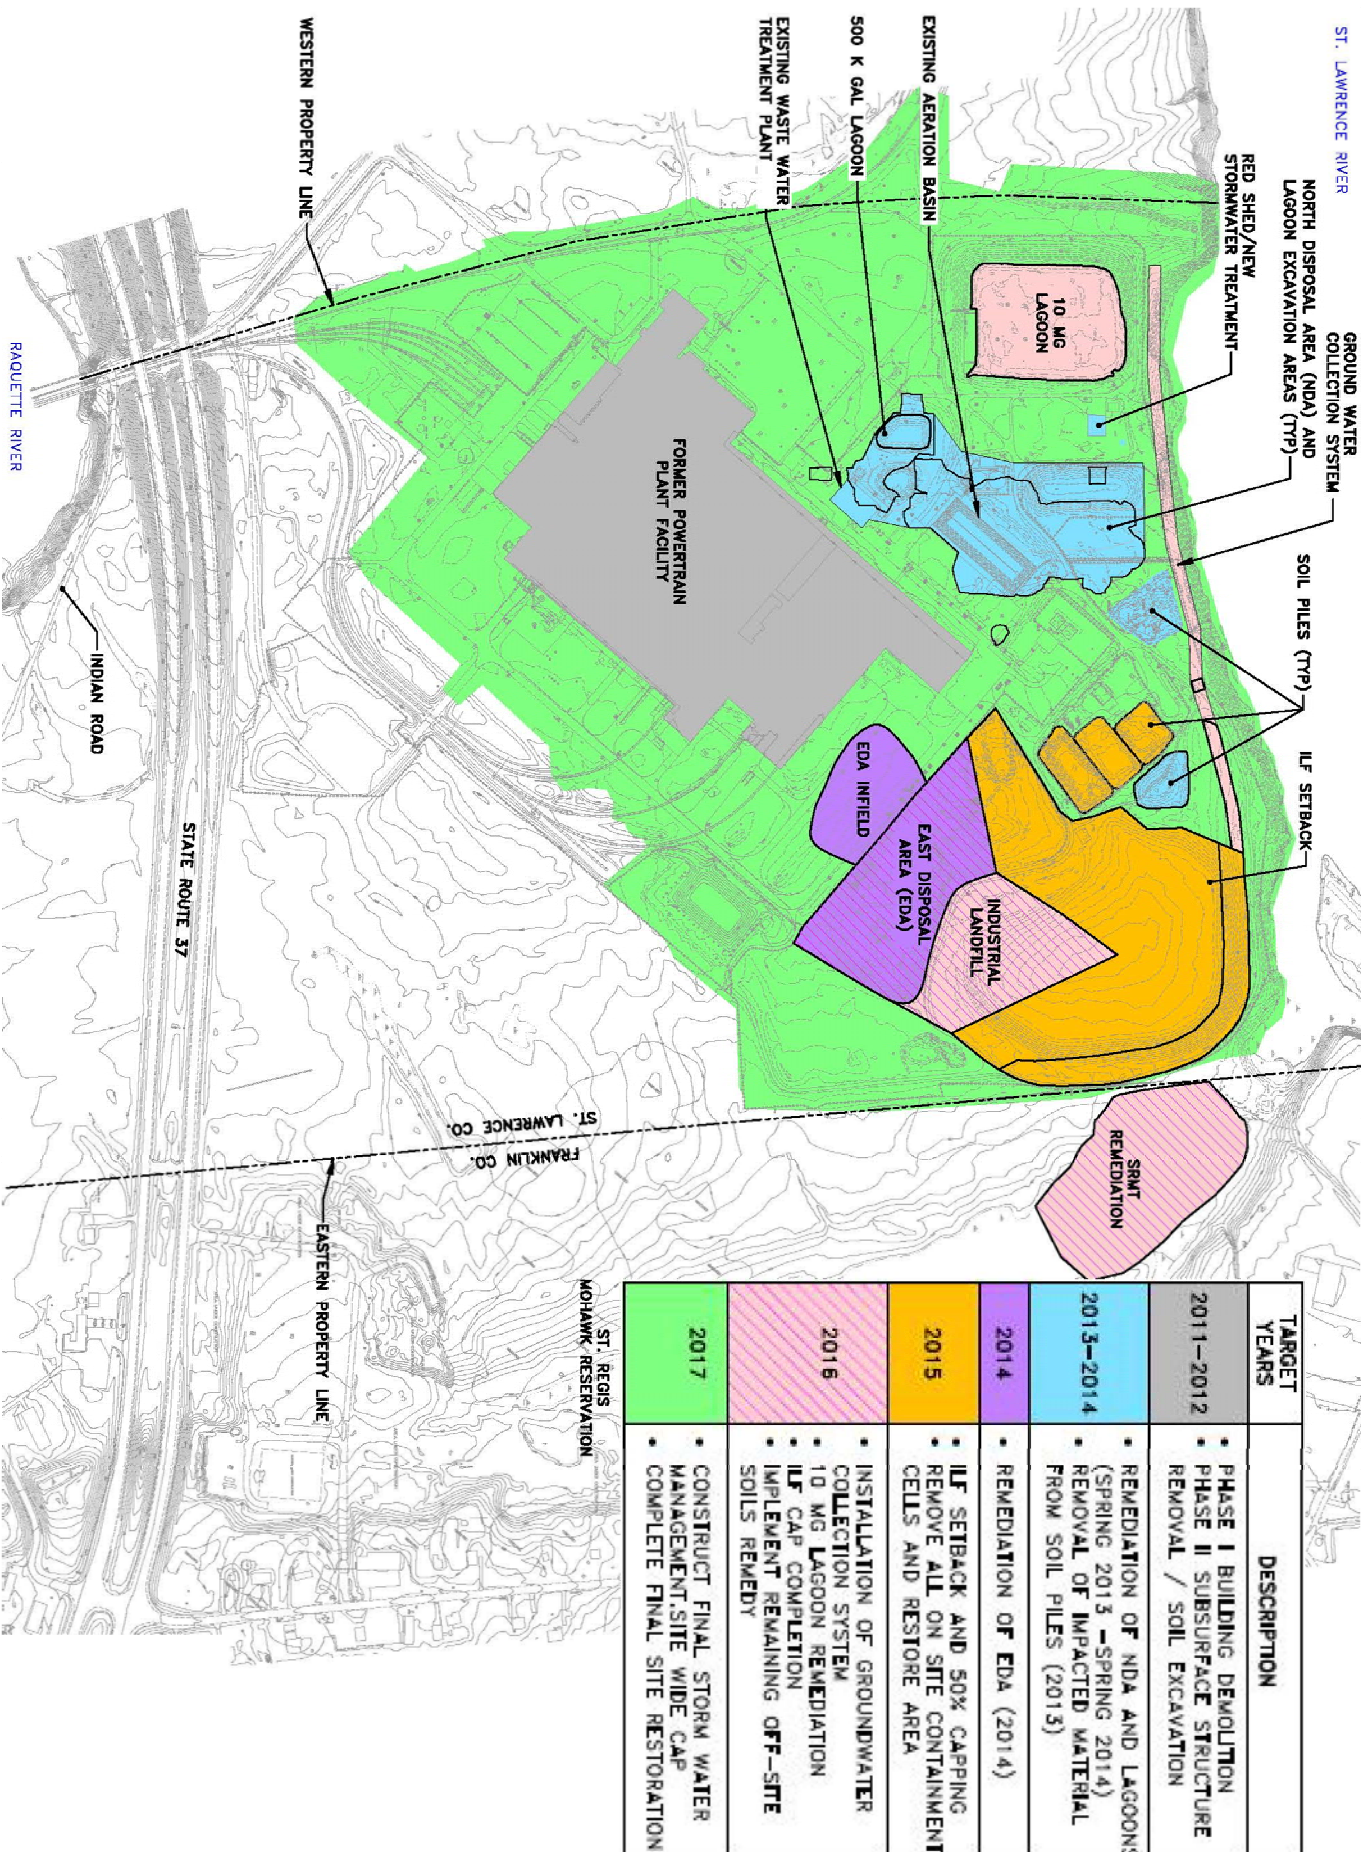 ST. LAWRENCE RIVER
GROUND WATER
COLLECTION SYSTEM
NORTH DISPOSAL AREA (NDA) AND
LAGOON EXCAVATION AREAS (TYP)
RED SHED/NEW
STORMWATER TREATMENT
SOIL PILES (TYP)
ILF SETBACK
EXISTING AERATION BASIN
500 K GAL LAGOON
EXISTING WASTE WATER
TREATMENT PLANT
WESTERN PROPERTY LINE
10 MG
LAGOON
FORMER POWERTRAIN
PLANT FACILITY
EDA INFIELD
EAST DISPOSAL
AREA (EDA)
INDUSTRIAL
LANDFILL
SRMT
REMEDIATION
RAQUETTE RIVER
INDIAN ROAD
STATE ROUTE 37
ST. LAWRENCE CO.
FRANKLIN CO.
EASTERN PROPERTY LINE
ST. REGIS
MOHAWK RESERVATION
TARGET
YEARS
DESCRIPTION
2011-2012
• PHASE I BUILDING DEMOLITION
• PHASE II SUBSURFACE STRUCTURE
REMOVAL / SOIL EXCAVATION
2013-2014
• REMEDIATION OF NDA AND LAGOONS
(SPRING 2013 -SPRING 2014)
• REMOVAL OF IMPACTED MATERIAL
FROM SOIL PILES (2013)
2014
• REMEDIATION OF EDA (2014)
2015
• ILF SETBACK AND 50% CAPPING
• REMOVE ALL ON SITE CONTAINMENT
CELLS AND RESTORE AREA
2016
• INSTALLATION OF GROUNDWATER
COLLECTION SYSTEM
• 10 MG LAGOON REMEDIATION
• ILF CAP COMPLETION
• IMPLEMENT REMAINING OFF-SITE
SOILS REMEDY
2017
• CONSTRUCT FINAL STORM WATER
MANAGEMENT.SITE WIDE CAP
• COMPLETE FINAL SITE RESTORATION